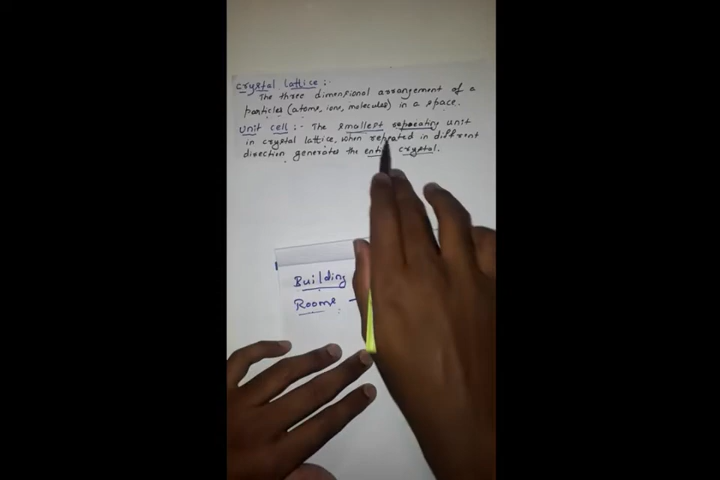 Crystal Lattice :-
The three dimensional arrangement of a
particles (atoms, ions, molecules) in a space.
Unit cell :- The smallest repeating unit
in crystal lattice, when repeated in different
direction generates the entire crystal.
Building
Rooms